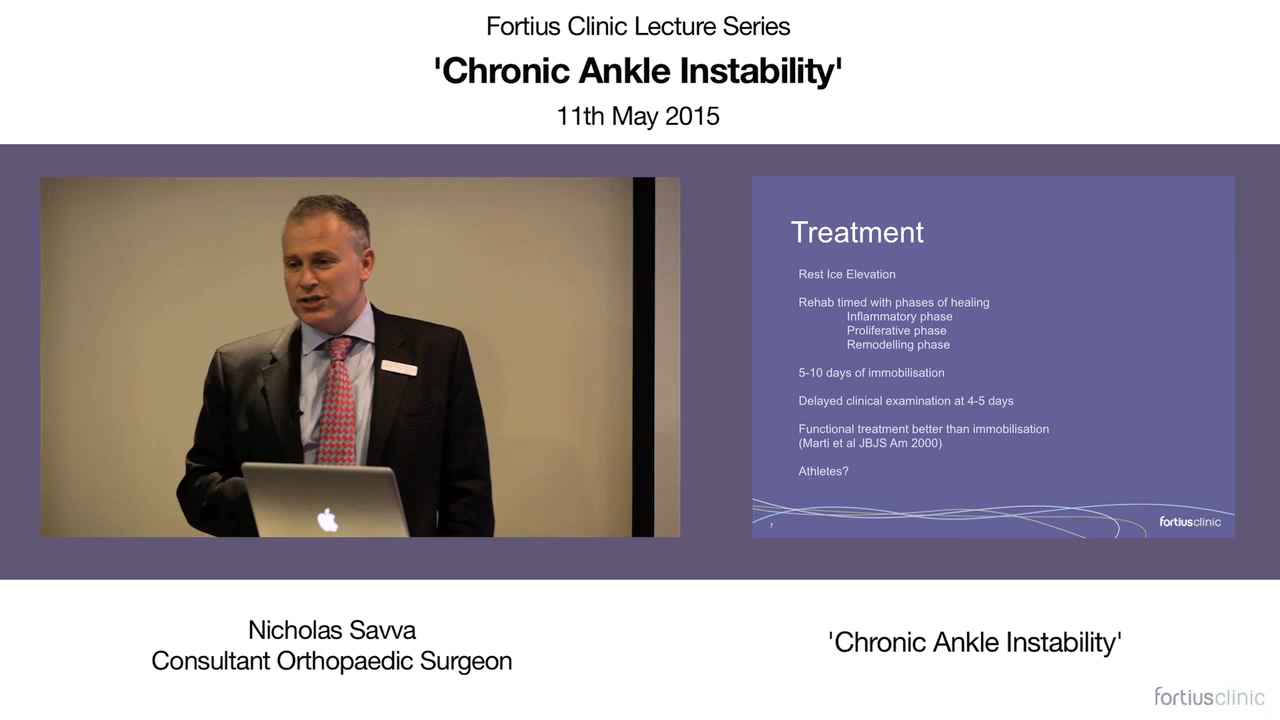 Fortius Clinic Lecture Series
'Chronic Ankle Instability'
11th May 2015
Treatment
Rest Ice Elevation
Rehab timed with phases of healing
Inflammatory phase
Proliferative phase
Remodelling phase
5-10 days of immobilisation
Delayed clinical examination at 4-5 days
Functional treatment better than immobilisation
(Marti et al JBJS Am 2000)
Athletes?
7
fortiusclinic
Nicholas Savva
Consultant Orthopaedic Surgeon
'Chronic Ankle Instability'
fortiusclinic